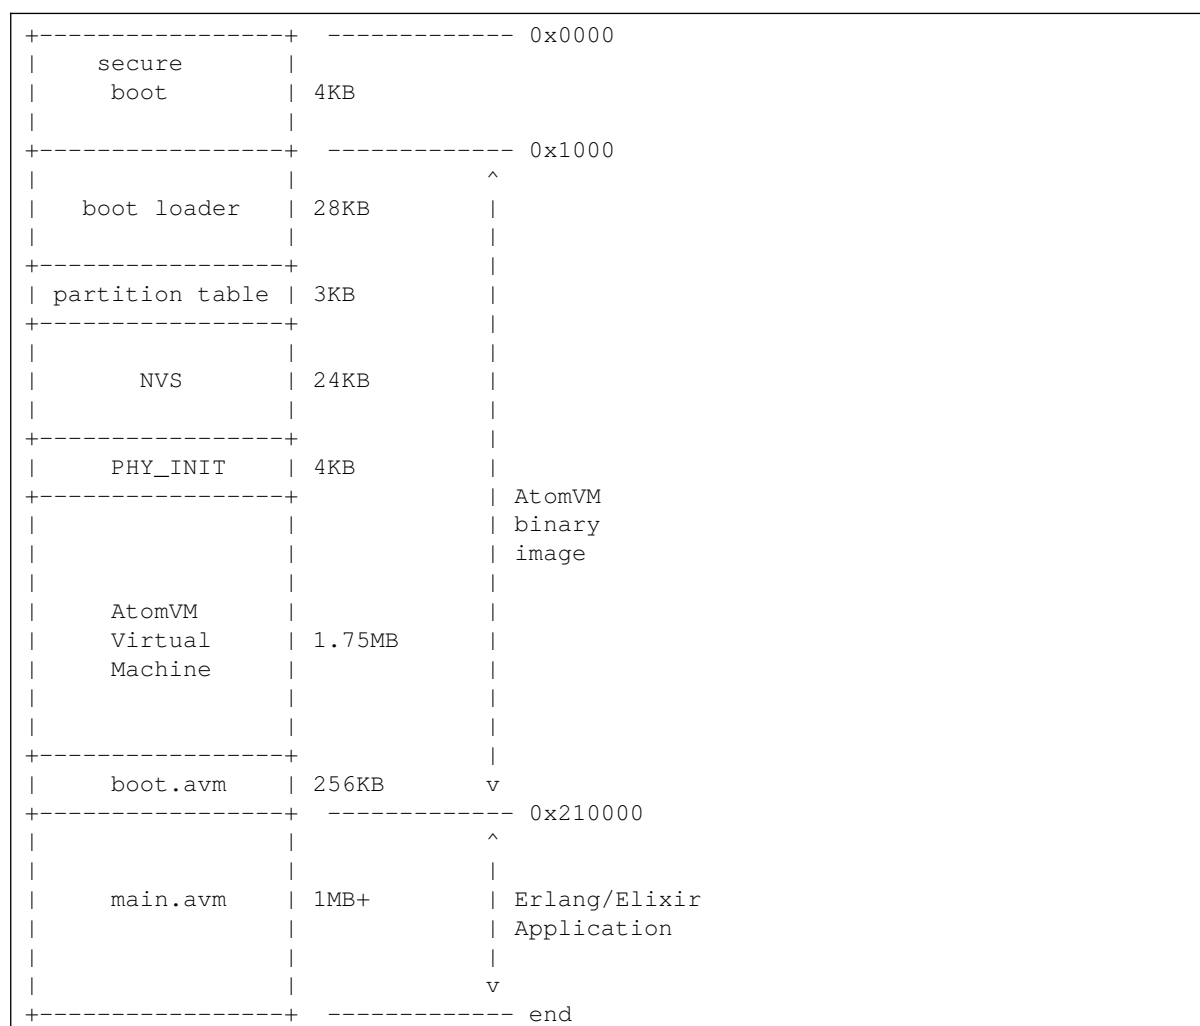 +-----------------+  ------------- 0x0000
|    secure       |
|     boot        | 4KB
|                 |
+-----------------+  ------------- 0x1000
|                 |             ^
|   boot loader   | 28KB        |
|                 |             |
+-----------------+             |
| partition table | 3KB         |
+-----------------+             |
|                 |             |
|       NVS       | 24KB        |
|                 |             |
+-----------------+             |
|     PHY_INIT    | 4KB         |
+-----------------+             | AtomVM
|                 |             | binary
|                 |             | image
|                 |             |
|     AtomVM      |             |
|     Virtual     | 1.75MB      |
|     Machine     |             |
|                 |             |
|                 |             |
+-----------------+             |
|     boot.avm    | 256KB       v
+-----------------+  ------------- 0x210000
|                 |             ^
|                 |             |
|     main.avm    | 1MB+        | Erlang/Elixir
|                 |             | Application
|                 |             |
|                 |             v
+-----------------+  ------------- end